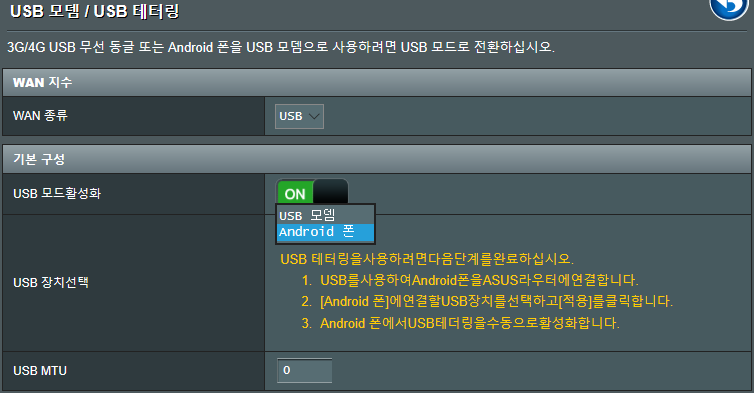 USB 모뎀 / USB 테터링
3G/4G USB 무선 동글 또는 Android 폰을 USB 모뎀으로 사용하려면 USB 모드로 전환하십시오.
WAN 지수
WAN 종류
USB
기본 구성
USB 모드활성화
ON
USB 모뎀
Android 폰
USB 장치선택
USB 테터링을사용하려면다음단계를완료하십시오.
1. USB를사용하여Android폰을ASUS라우터에연결합니다.
2. [Android 폰]에연결할USB장치를선택하고[적용]를클릭합니다.
3. Android 폰에서USB테더링을수동으로활성화합니다.
USB MTU
0